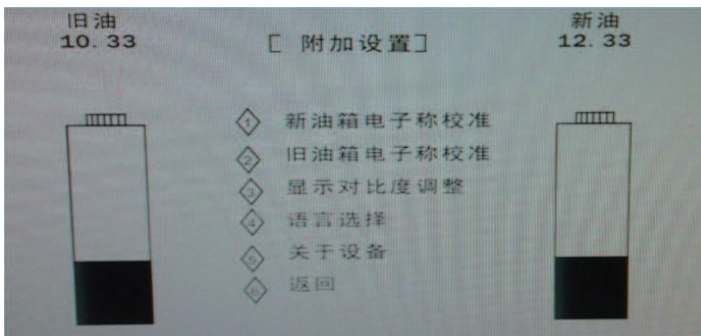 旧油
10.33
[ 附加设置]
新油
12.33
1 新油箱电子称校准
2 旧油箱电子称校准
3 显示对比度调整
4 语言选择
5 关于设备
6 返回